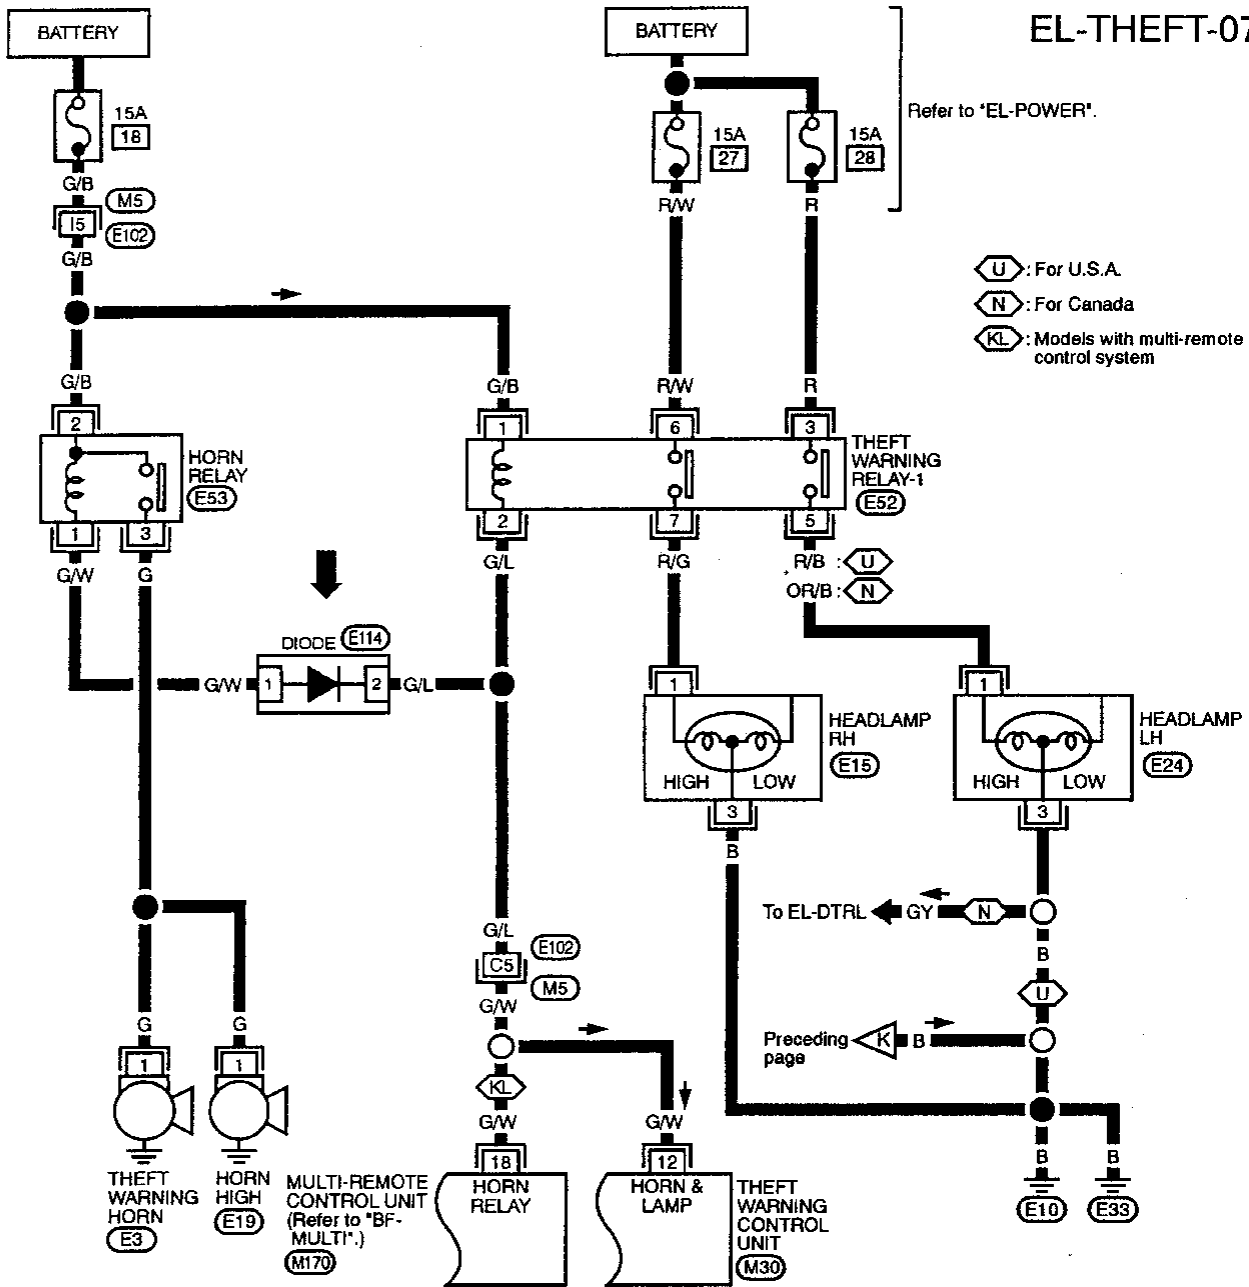 EL-THEFT-07
BATTERY
BATTERY
Refer to "EL-POWER".
15A
18
15A
27
15A
28
G/B
M5
I5
E102
G/B
R/W
R
U : For U.S.A.
N : For Canada
KL : Models with multi-remote
control system
G/B
G/B
R/W
R
2
1
6
3
HORN
RELAY
E53
THEFT
WARNING
RELAY-1
E52
1
3
2
7
5
G/W
G
G/L
R/G
R/B : U
OR/B : N
DIODE E114
G/W
1
2
G/L
1
1
HEADLAMP
RH
E15
HEADLAMP
LH
E24
HIGH
LOW
HIGH
LOW
3
3
B
To EL-DTRL
GY
N
B
U
Preceding
page
K
B
G/L
E102
C5
M5
G/W
KL
G/W
G/W
G
G
1
1
18
12
B
B
E10
E33
THEFT
WARNING
HORN
E3
HORN
HIGH
E19
MULTI-REMOTE
CONTROL UNIT
(Refer to "BF-
MULTI".)
M170
HORN
RELAY
HORN &
LAMP
THEFT
WARNING
CONTROL
UNIT
M30